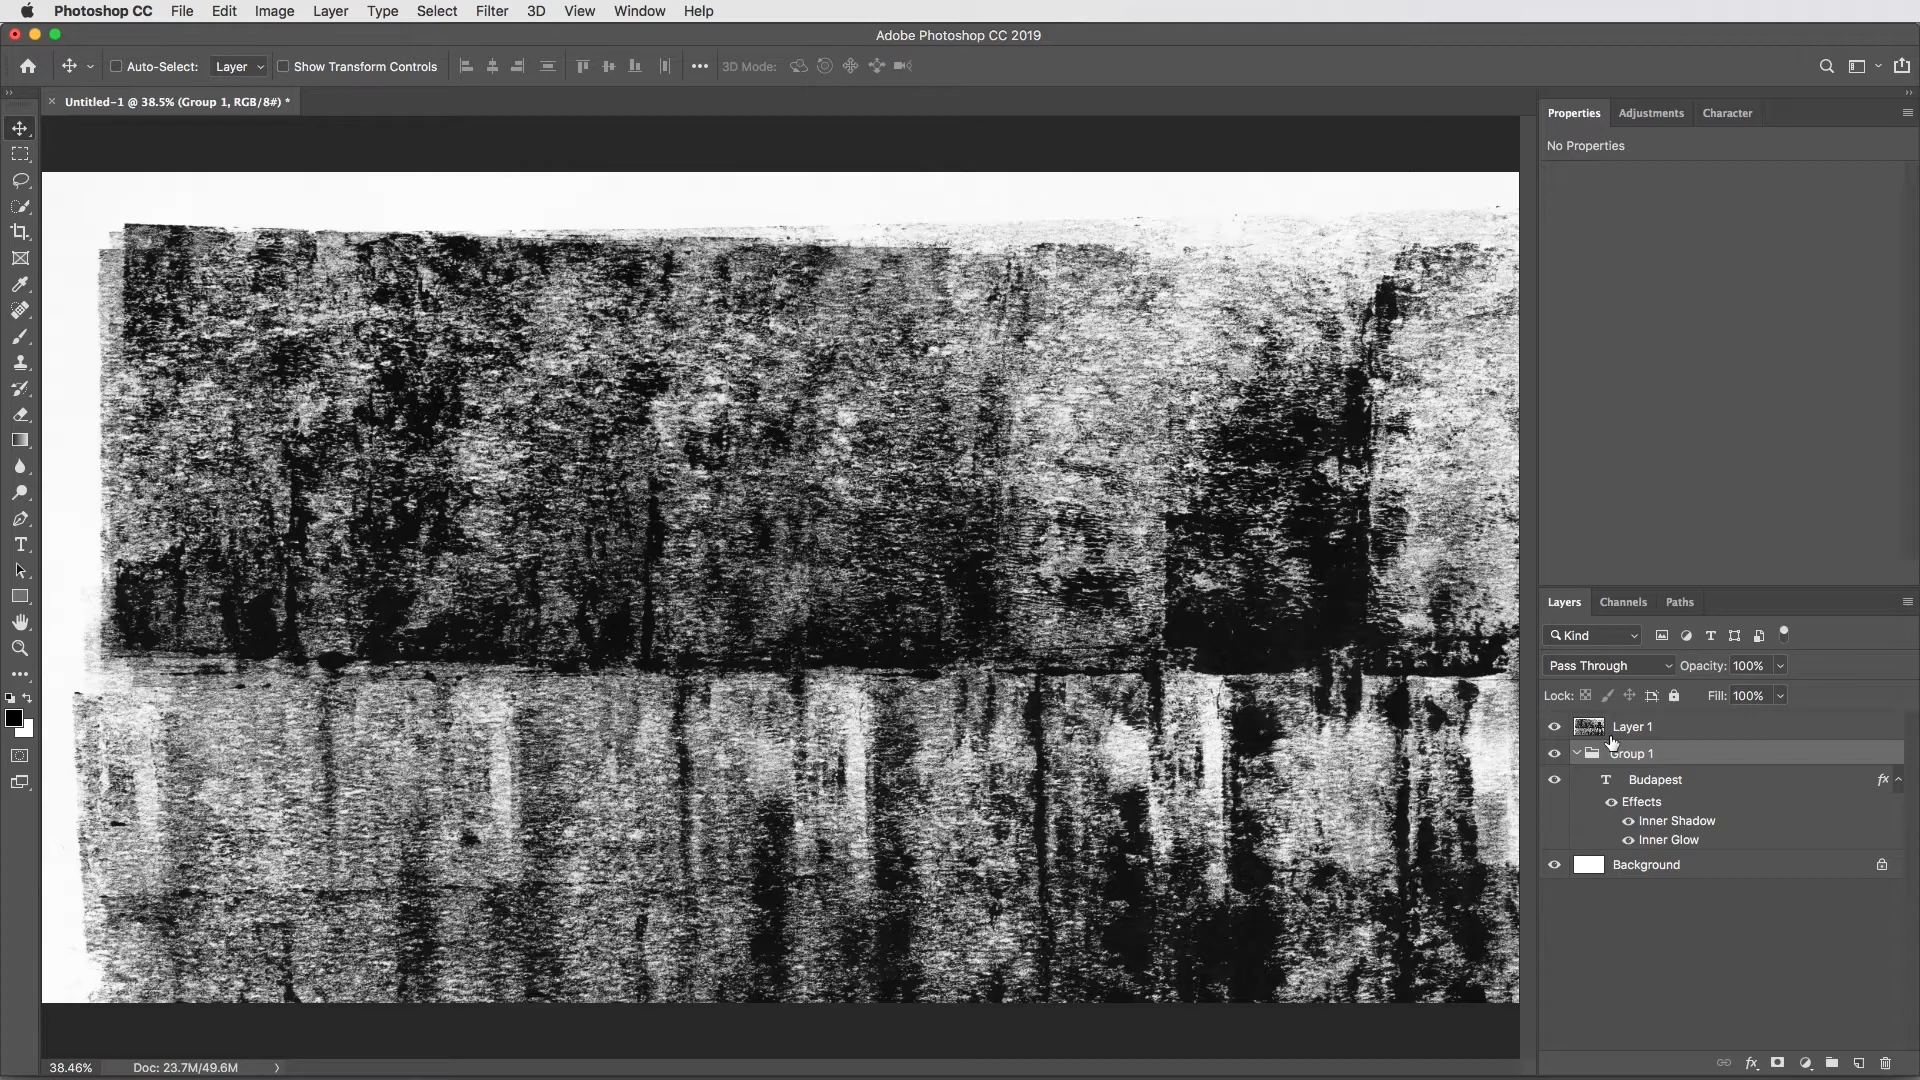 Photoshop CC File Edit Image Layer Type Select Filter 3D View Window Help
Adobe Photoshop CC 2019
Auto-Select: Layer Show Transform Controls 3D Mode:
Untitled-1 @ 38.5% (Group 1, RGB/8#) *
Properties Adjustments Character
No Properties
Layers Channels Paths
Kind
Pass Through Opacity: 100%
Lock: Fill: 100%
Layer 1
Group 1
T Budapest fx
Effects
Inner Shadow
Inner Glow
Background
38.46% Doc: 23.7M/49.6M
fx